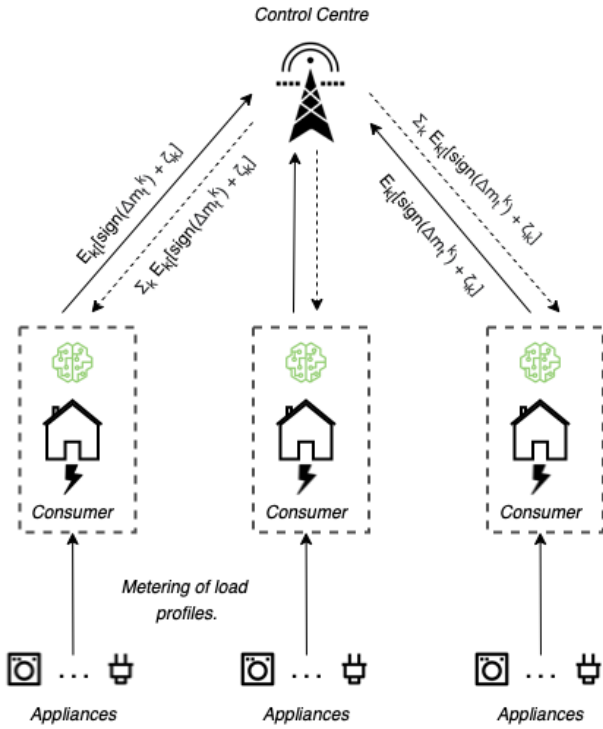 Control Centre
E_k[[sign(Δm_t^k) + ζ_k]
Σ_k E_k[[sign(Δm_t^k) + ζ_k]
Σ_k E_k[[sign(Δm_t^k) + ζ_k]
E_k[[sign(Δm_t^k) + ζ_k]
Consumer
Consumer
Consumer
Metering of load
profiles.
...
...
...
Appliances
Appliances
Appliances